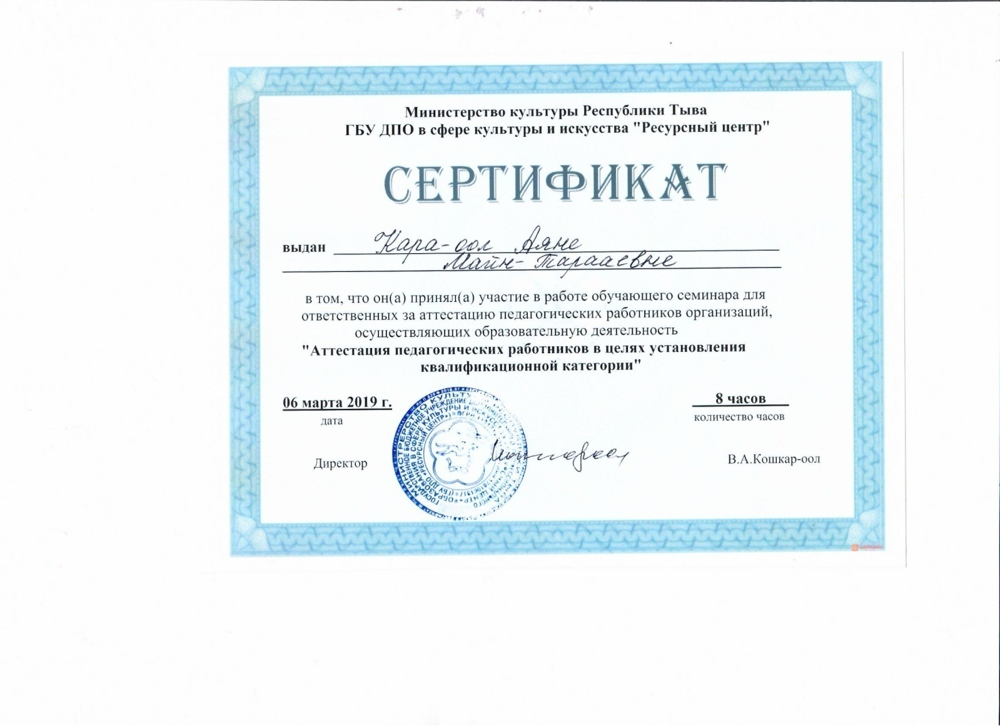 Министерство культуры Республики Тыва
ГБУ ДПО в сфере культуры и искусства "Ресурсный центр"
СЕРТИФИКАТ
выдан Кара-оол Аяне
Майн-Тарааевне
в том, что он(а) принял(а) участие в работе обучающего семинара для
ответственных за аттестацию педагогических работников организаций,
осуществляющих образовательную деятельность
"Аттестация педагогических работников в целях установления
квалификационной категории"
06 марта 2019 г. 8 часов
дата количество часов
Директор В.А.Кошкар-оол